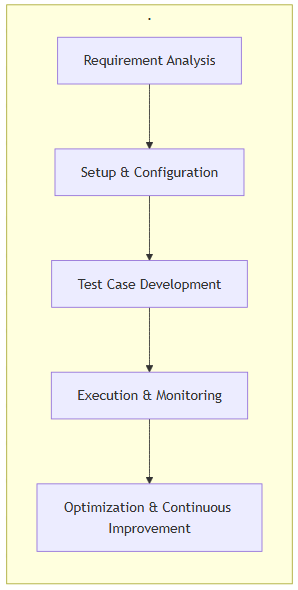 .
Requirement Analysis
Setup & Configuration
Test Case Development
Execution & Monitoring
Optimization & Continuous
Improvement